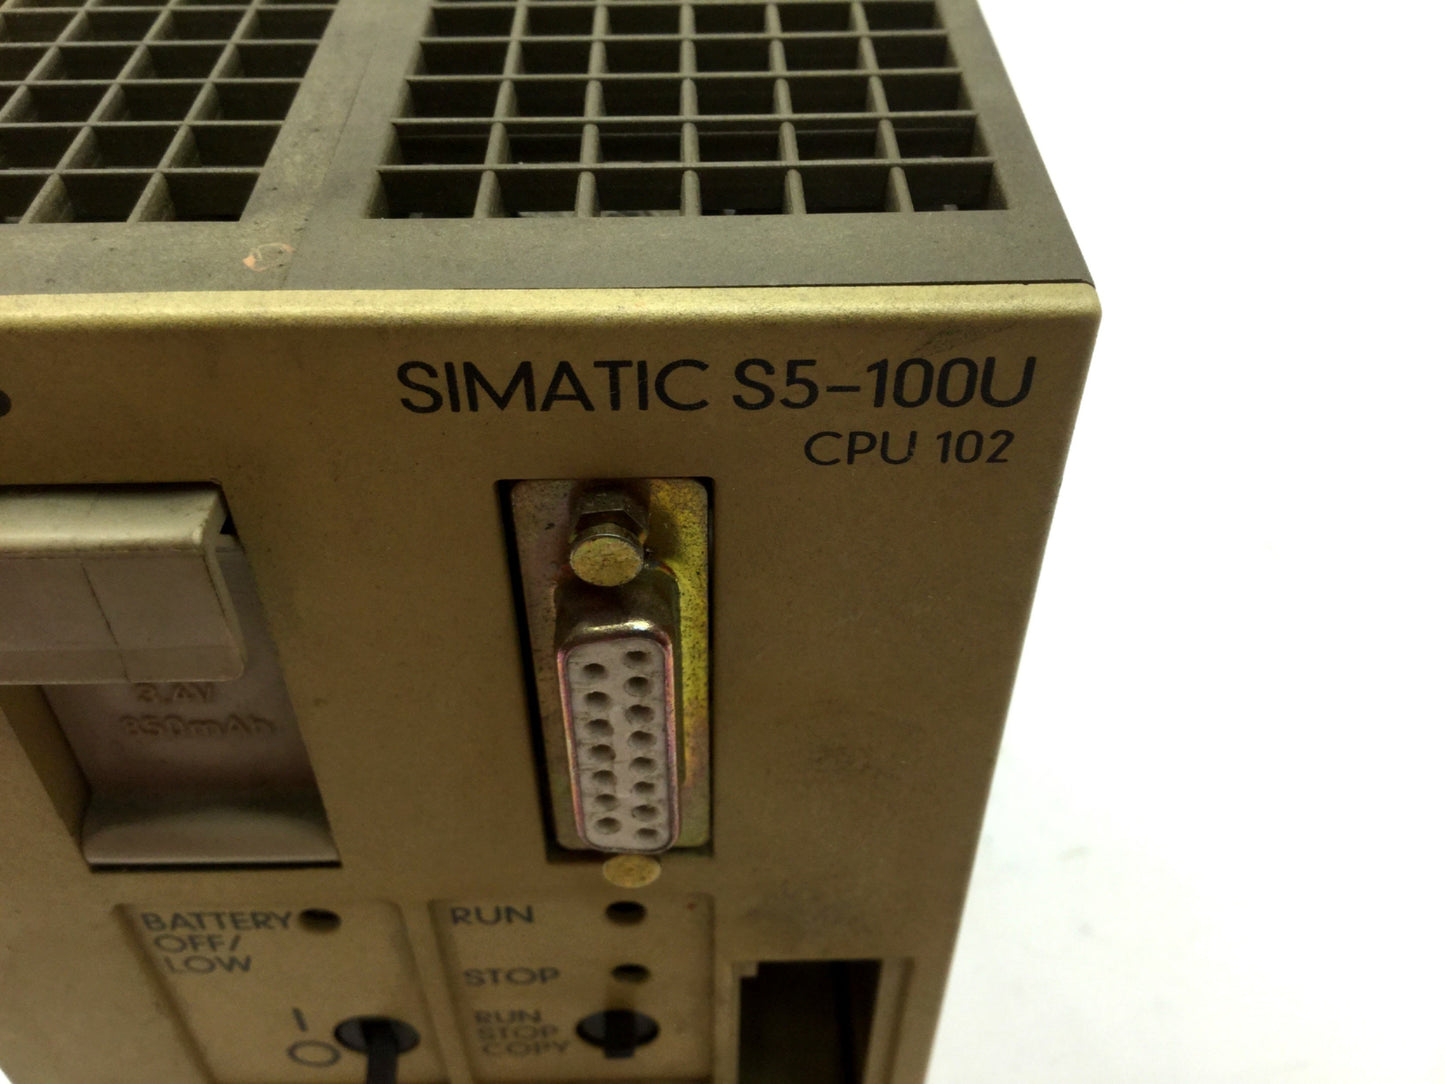 SIMATIC S5-100U
CPU 102
3.4V
850mAh
BATTERY
OFF/
LOW
I
O
RUN
STOP
RUN
STOP
COPY